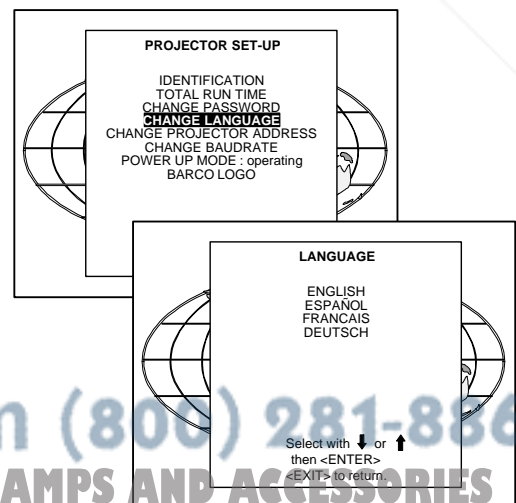 PROJECTOR SET-UP
IDENTIFICATION
TOTAL RUN TIME
CHANGE PASSWORD
CHANGE LANGUAGE
CHANGE PROJECTOR ADDRESS
CHANGE BAUDRATE
POWER UP MODE : operating
BARCO LOGO
LANGUAGE
ENGLISH
ESPAÑOL
FRANCAIS
DEUTSCH
Select with ⬇ or ⬆
then <ENTER>
<EXIT> to return.
(800) 281-886
AMPS AND ACCESSORIES